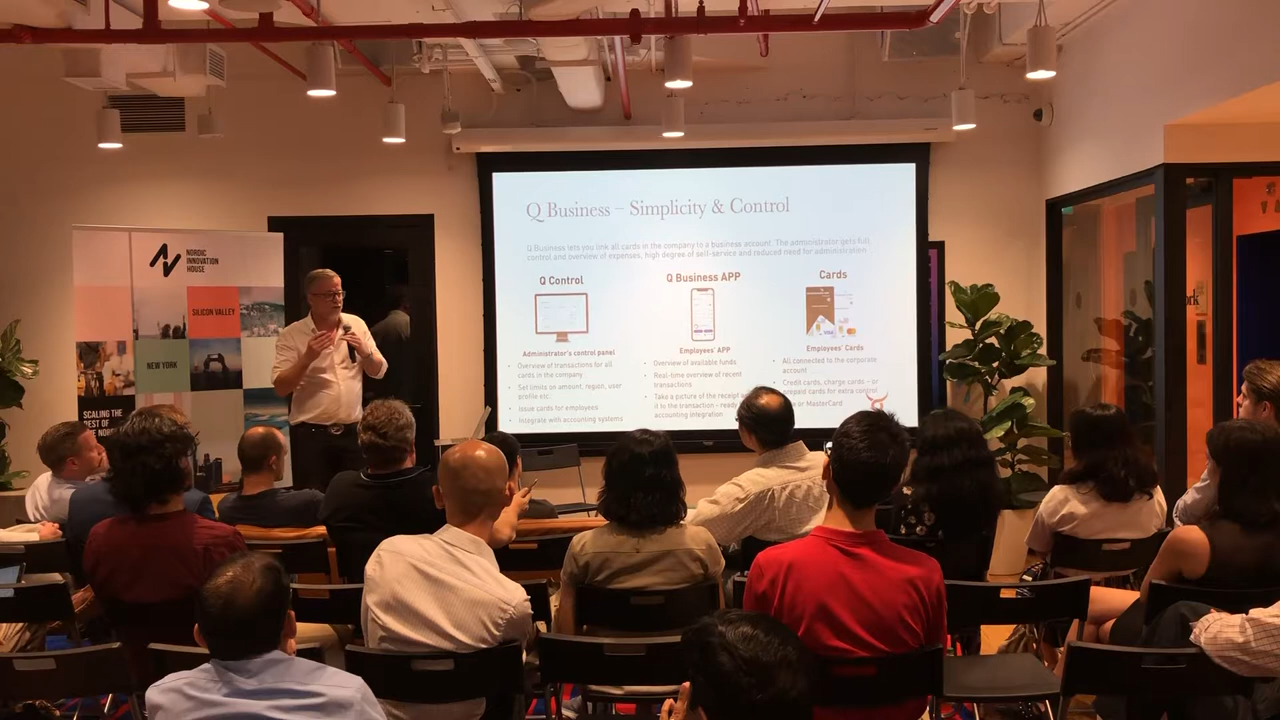 NORDIC
INNOVATION
HOUSE
SILICON VALLEY
NEW YORK
SCALING THE
BEST OF
Q Business – Simplicity & Control
Q Business lets you link all cards in the company to a business account. The administrator gets full
control and overview of expenses, high degree of self-service and reduced need for administration
Q Control
Administrator's control panel
• Overview of transactions for all
cards in the company
• Set limits on amount, region, user
profile etc.
• Issue cards for employees
• Integrate with accounting systems
Q Business APP
Employees' APP
• Overview of available funds
• Real-time overview of recent
transactions
• Take a picture of the receipt
it to the transaction – ready
accounting integration
Cards
Employees' Cards
• All connected to the corporate
account
• Credit cards, charge cards – or
prepaid cards for extra control
or MasterCard